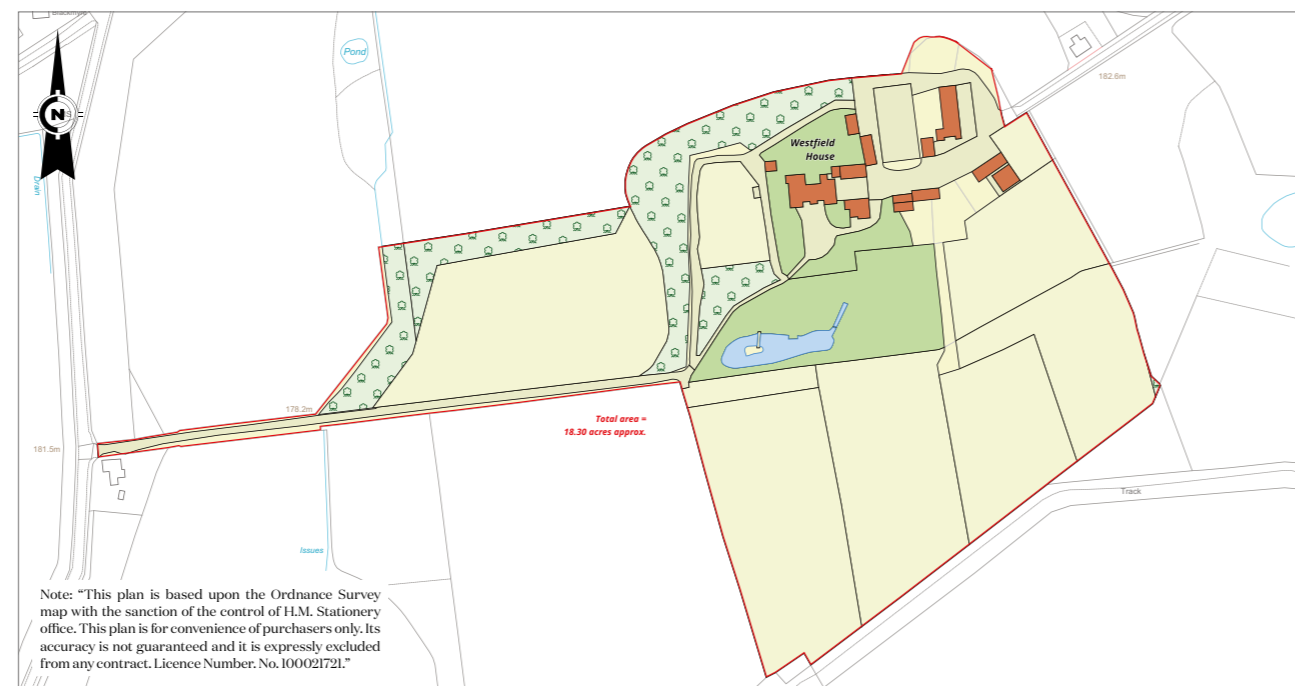 Pond
182.6m
N
Drain
Westfield
House
178.2m
Total area =
18.30 acres approx.
181.5m
Track
Issues
Note: “This plan is based upon the Ordnance Survey
map with the sanction of the control of H.M. Stationery
office. This plan is for convenience of purchasers only. Its
accuracy is not guaranteed and it is expressly excluded
from any contract. Licence Number. No. 100021721.”